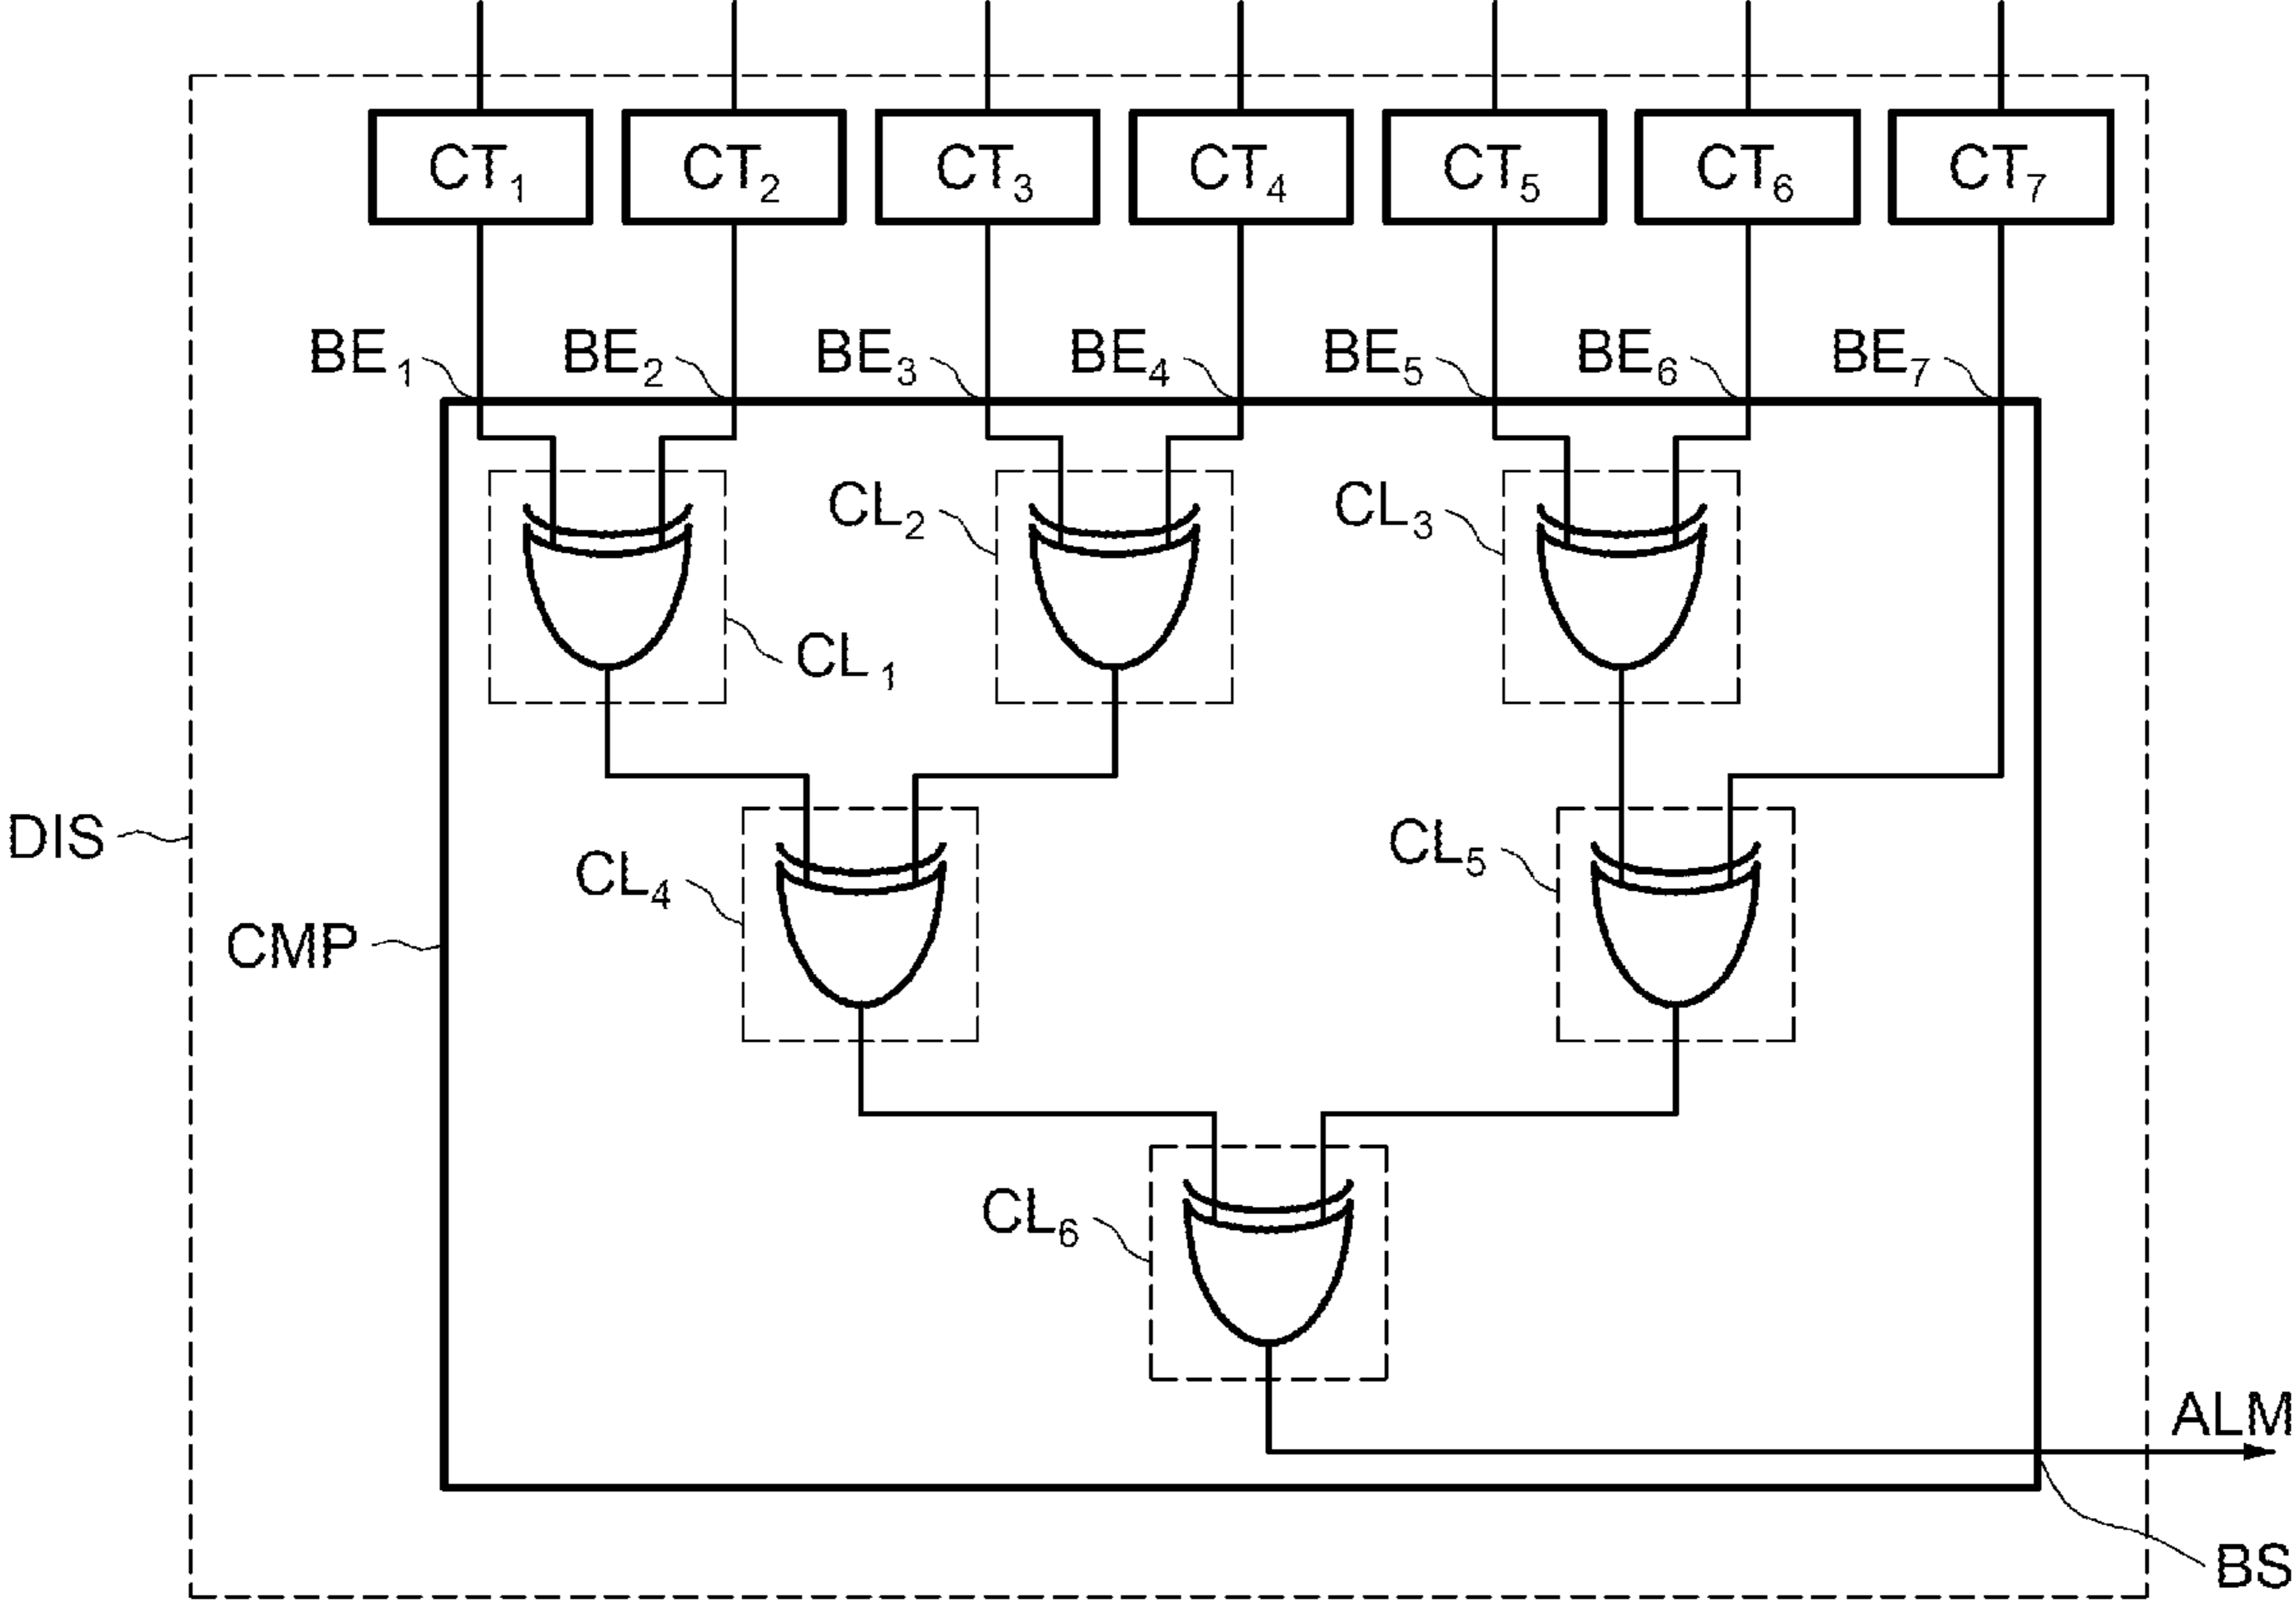 CT1 CT2 CT3 CT4 CT5 CT6 CT7
BE1 BE2 BE3 BE4 BE5 BE6 BE7
CL2 CL3
CL1
DIS CL4 CL5
CMP
CL6
ALM
BS